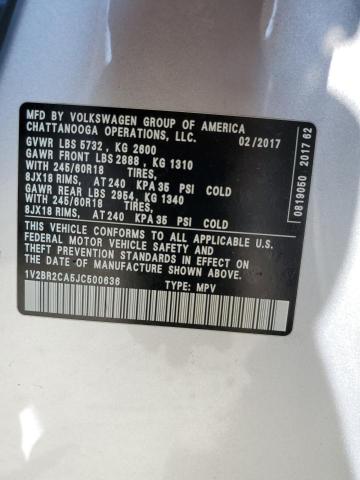 MFD BY VOLKSWAGEN GROUP OF AMERICA
CHATTANOOGA OPERATIONS, LLC. 02/2017
GVWR LBS 5732, KG 2600
GAWR FRONT LBS 2888, KG 1310
WITH 245/60R18 TIRES,
8JX18 RIMS, AT 240 KPA 35 PSI COLD
GAWR REAR LBS 2954, KG 1340
WITH 245/60R18 TIRES,
8JX18 RIMS, AT 240 KPA 35 PSI COLD
THIS VEHICLE CONFORMS TO ALL APPLICABLE U.S.
FEDERAL MOTOR VEHICLE SAFETY AND
THEFT PREVENTION STANDARDS IN EFFECT ON
THE DATE OF MANUFACTURE SHOWN ABOVE.
1V2BR2CA5JC500636 TYPE: MPV
0819050 2017 62